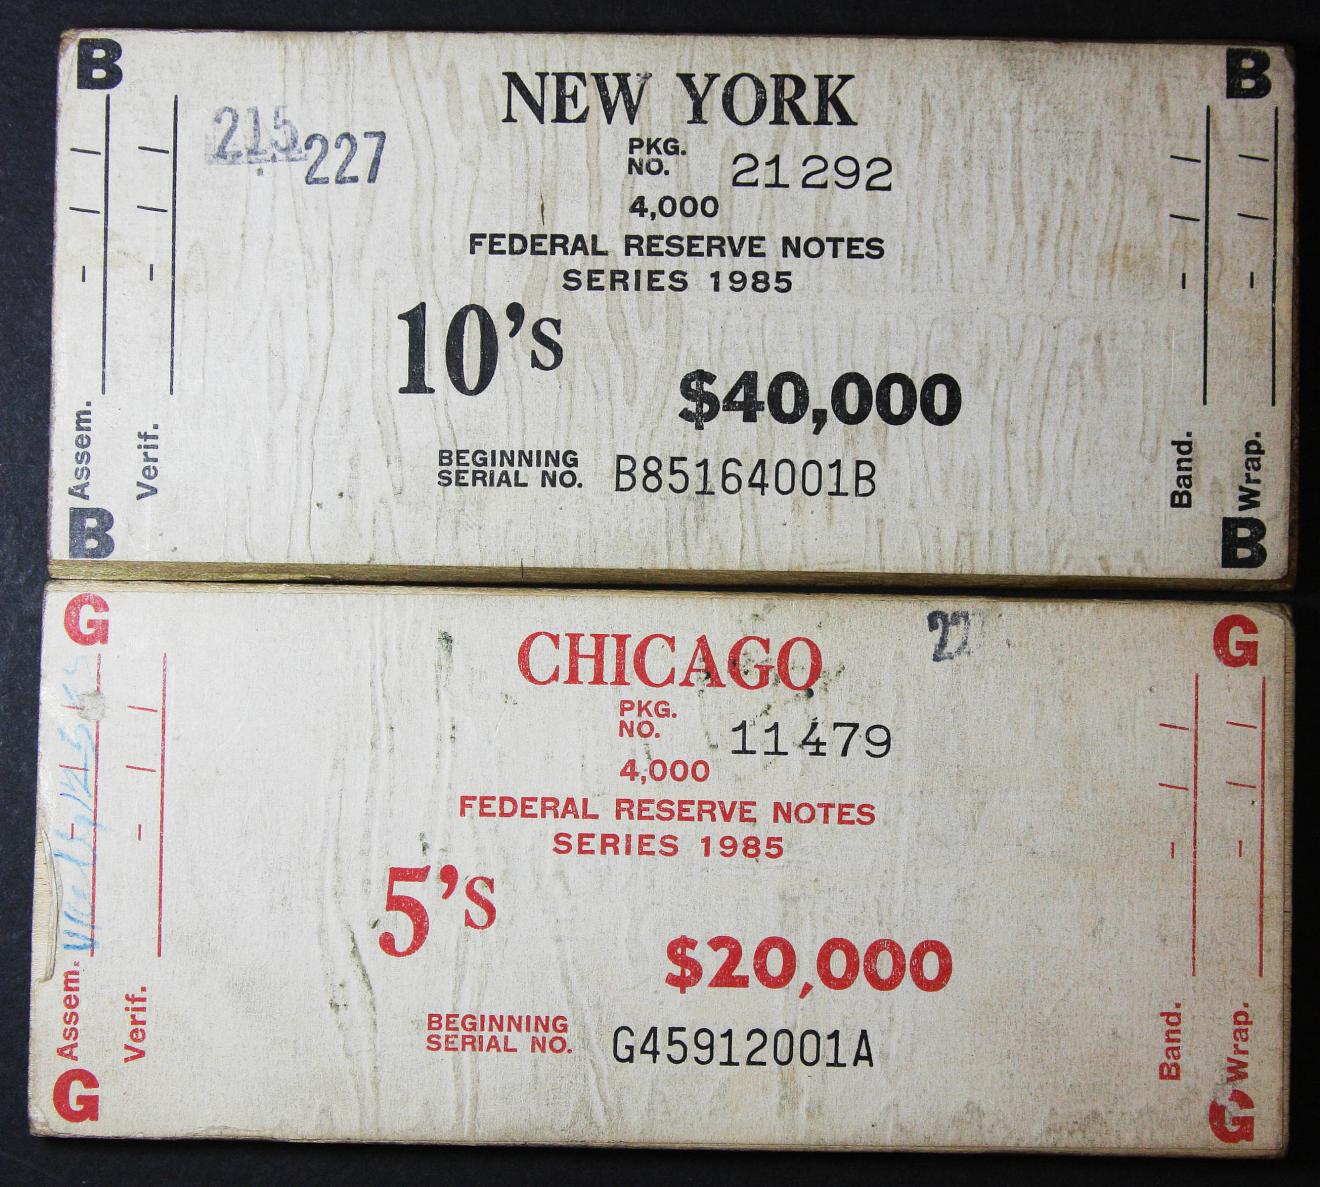 B B
NEW YORK
215 227
PKG.
NO. 21292
4,000
FEDERAL RESERVE NOTES
SERIES 1985
10's
$40,000
BEGINNING
SERIAL NO. B85164001B
Assem.
Verif.
Band.
Wrap.
B B
G G
CHICAGO
22
PKG.
NO. 11479
4,000
FEDERAL RESERVE NOTES
SERIES 1985
5's
$20,000
BEGINNING
SERIAL NO. G45912001A
Assem.
Verif.
Band.
Wrap.
G G